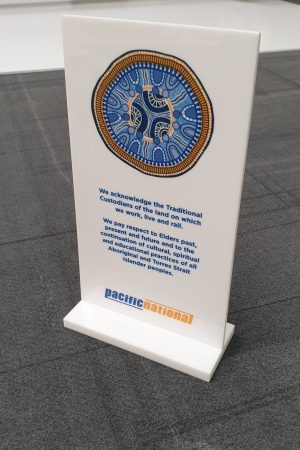 We acknowledge the Traditional
Custodians of the land on which
we work, live and rail.
We pay respect to Elders past,
present and future and to the
continuation of cultural, spiritual
and educational practices of all
Aboriginal and Torres Strait
Islander peoples.
pacificnational